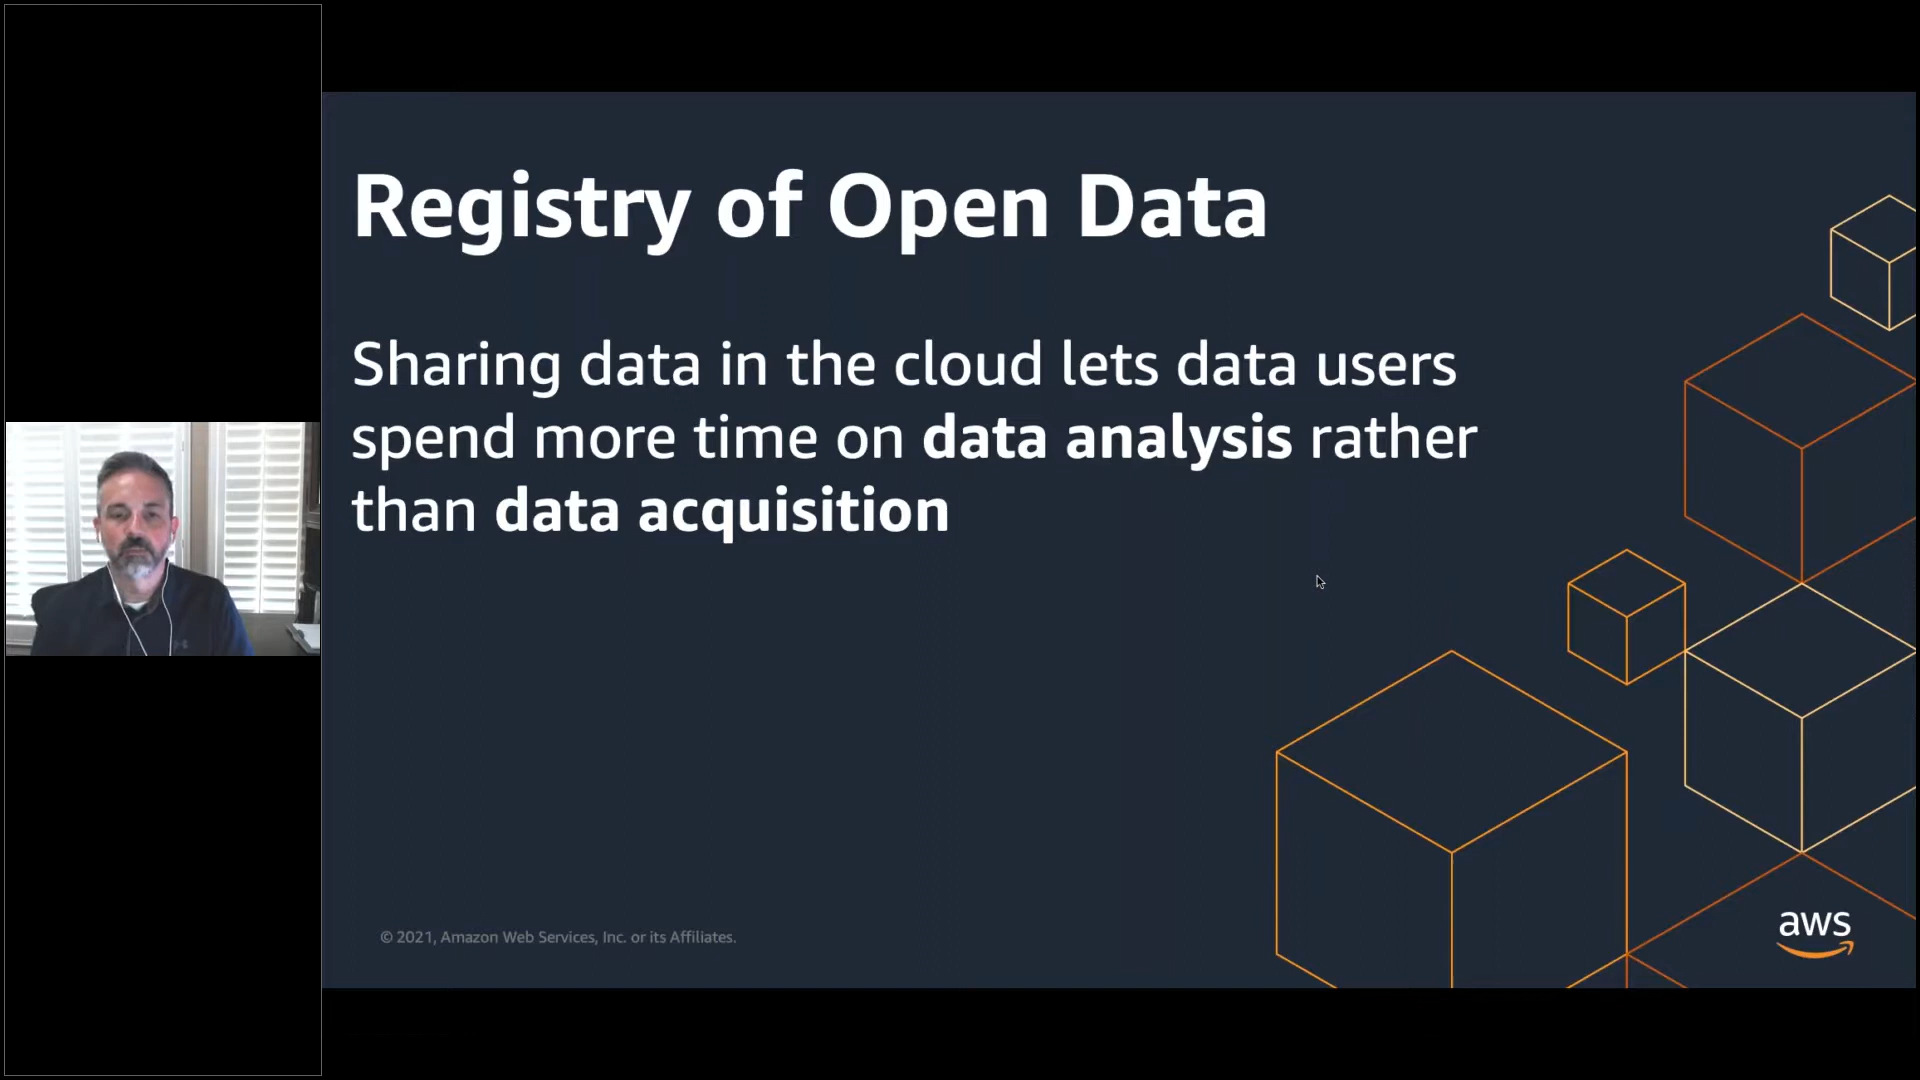 Registry of Open Data
Sharing data in the cloud lets data users
spend more time on data analysis rather
than data acquisition
© 2021, Amazon Web Services, Inc. or its Affiliates.
aws